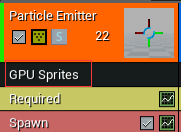 Particle Emitter
S 22
GPU Sprites
Required
Spawn